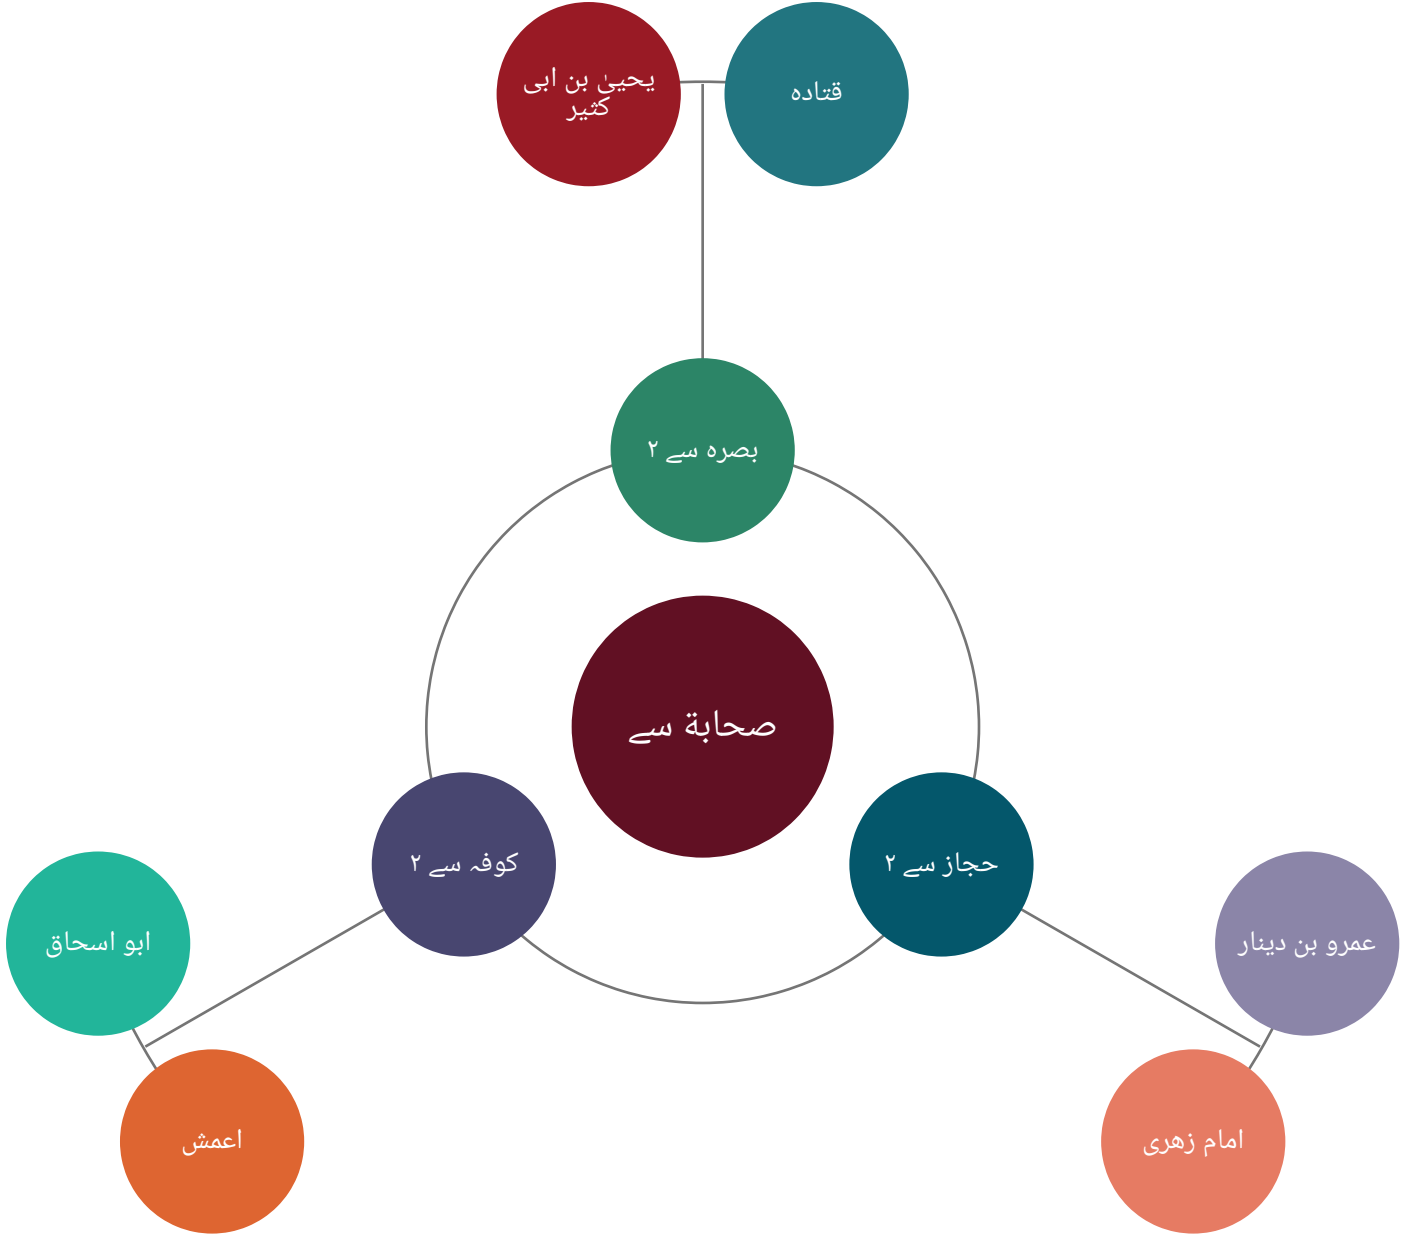 قتادہ
یحییٰ بن ابی
کثیر
بصرہ سے ۲
صحابة سے
حجاز سے ۲
کوفہ سے ۲
عمرو بن دینار
ابو اسحاق
امام زھری
اعمش